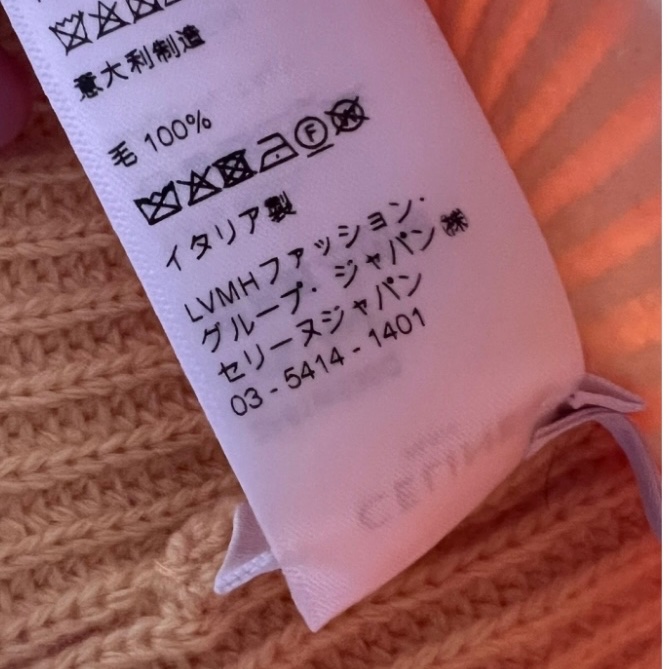 意大利制造
毛 100%
イタリア製
LVMHファッション・
グループ・ジャパン㈱
セリーヌジャパン
03 - 5414 - 1401
CELINE